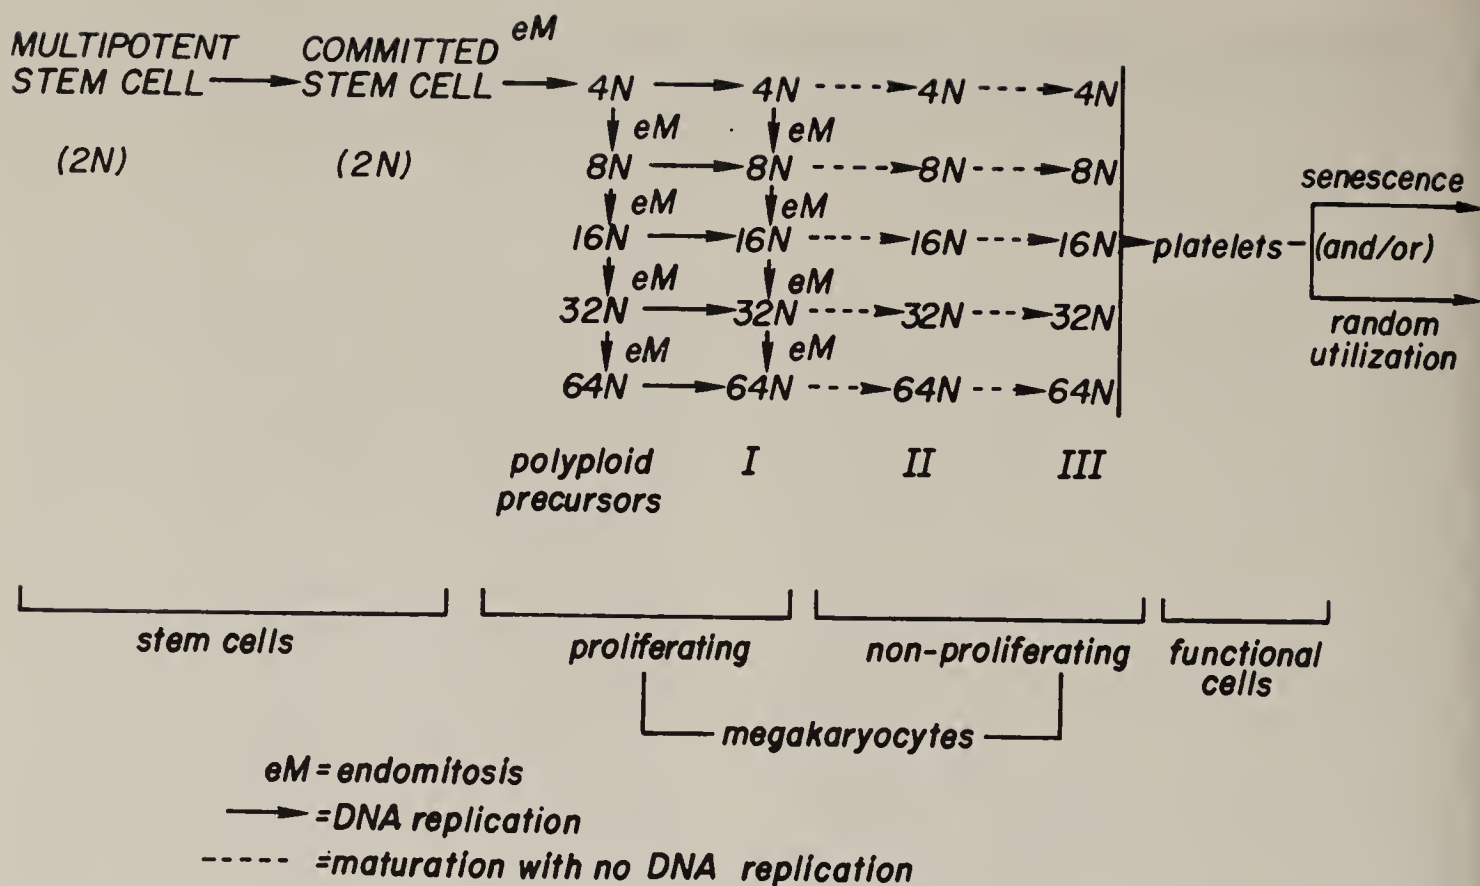 MULTIPOTENT STEM CELL
COMMITTED STEM CELL
eM
(2N)
(2N)
4N 4N 4N 4N
eM eM
8N 8N 8N 8N
eM eM
16N 16N 16N 16N
eM eM
32N 32N 32N 32N
eM eM
64N 64N 64N 64N
platelets
senescence
(and/or)
random
utilization
polyploid
precursors
I II III
stem cells
proliferating
non-proliferating
functional
cells
megakaryocytes
eM = endomitosis
= DNA replication
= maturation with no DNA replication